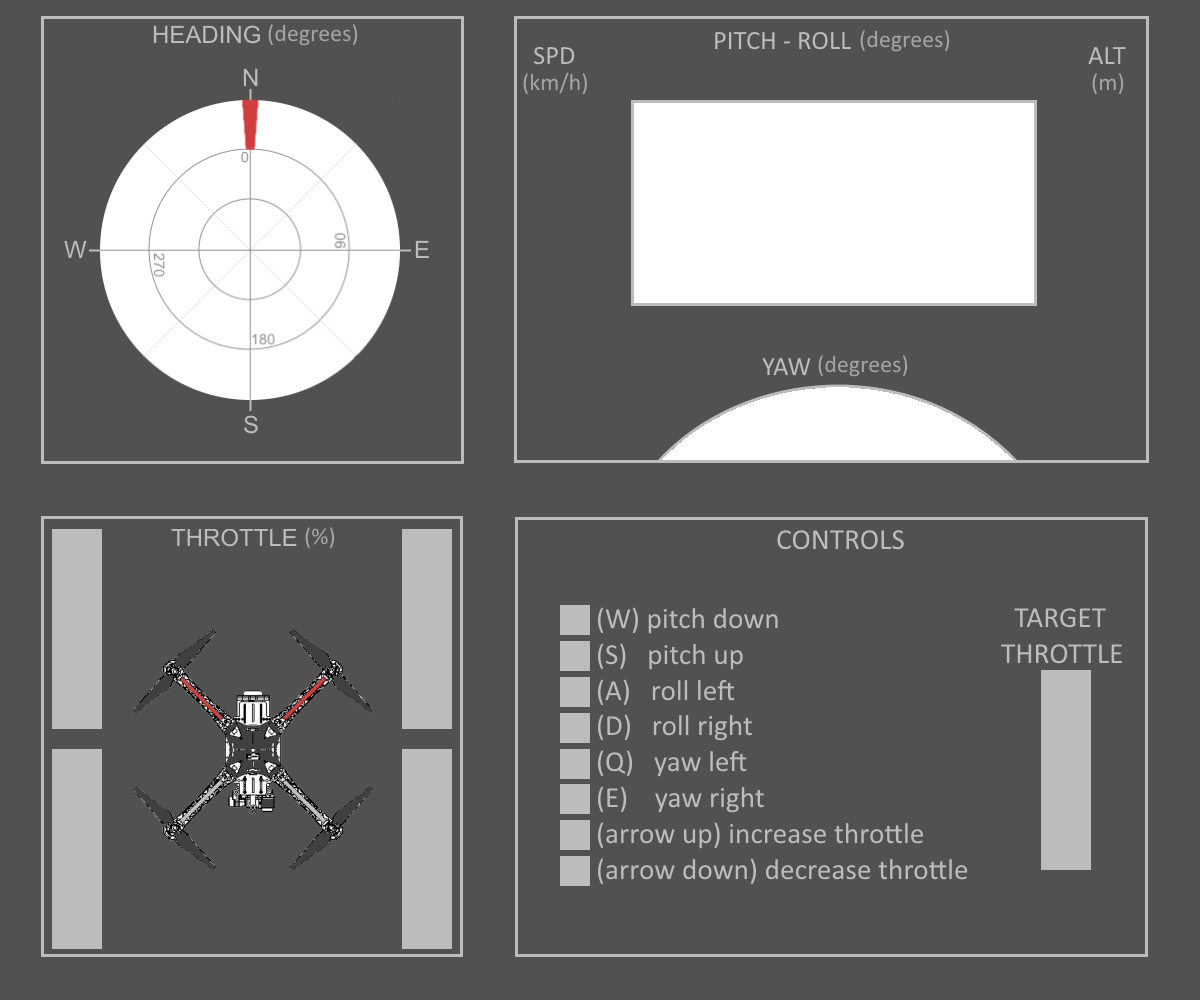 HEADING (degrees)
N
0
W
90
E
270
180
S
PITCH - ROLL (degrees)
SPD
(km/h)
ALT
(m)
YAW (degrees)
THROTTLE (%)
CONTROLS
(W) pitch down
(S) pitch up
(A) roll left
(D) roll right
(Q) yaw left
(E) yaw right
(arrow up) increase throttle
(arrow down) decrease throttle
TARGET
THROTTLE